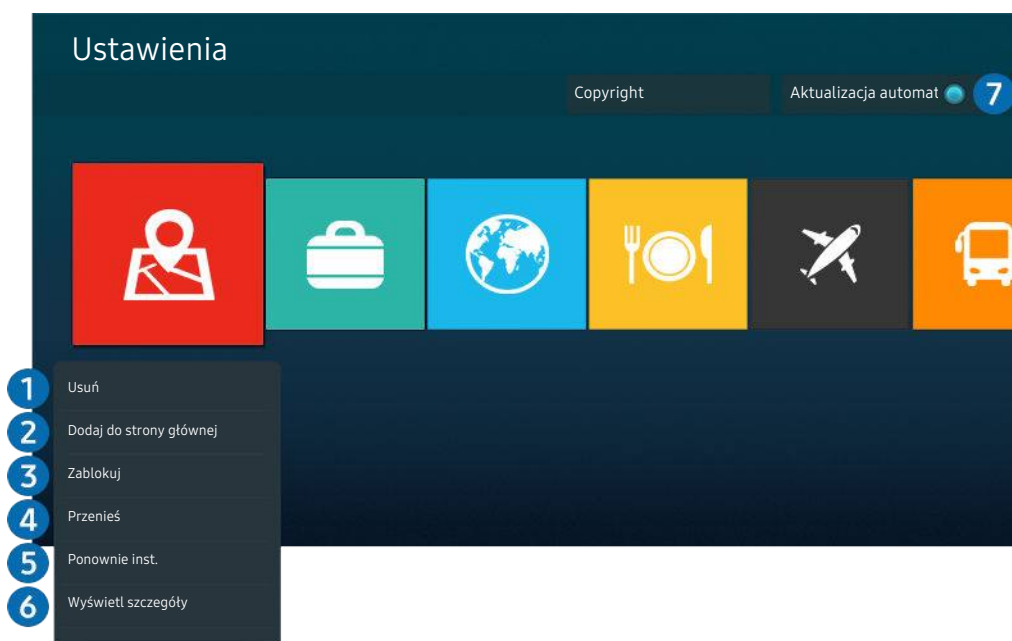 Ustawienia
Copyright
Aktualizacja automat 7
1 Usuń
2 Dodaj do strony głównej
3 Zablokuj
4 Przenieś
5 Ponownie inst.
6 Wyświetl szczegóły